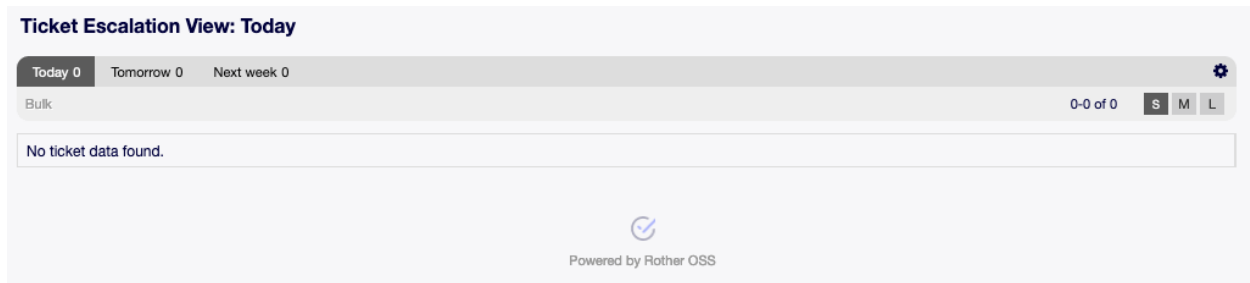 Ticket Escalation View: Today
Today 0 Tomorrow 0 Next week 0
Bulk 0-0 of 0 S M L
No ticket data found.
Powered by Rother OSS